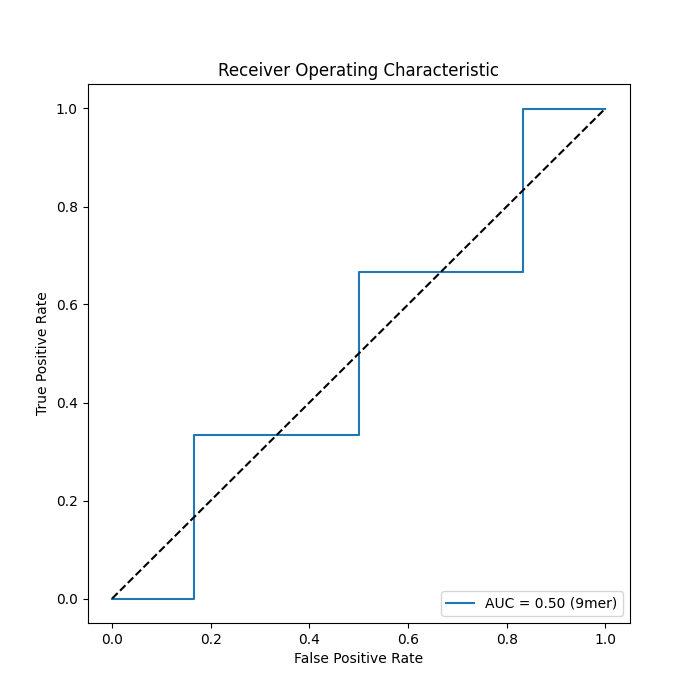 Receiver Operating Characteristic
True Positive Rate
1.0
0.8
0.6
0.4
0.2
0.0
AUC = 0.50 (9mer)
0.0 0.2 0.4 0.6 0.8 1.0
False Positive Rate